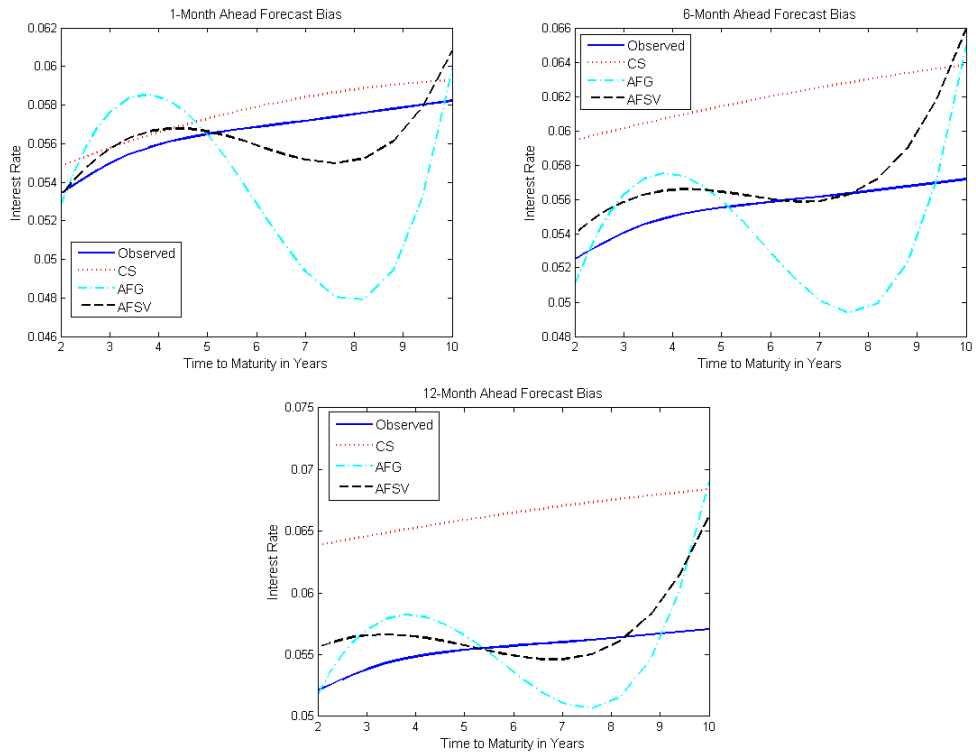 1-Month Ahead Forecast Bias
0.062
0.06
0.058
0.056
0.054
0.052
0.05
0.048
0.046
Interest Rate
Observed
CS
AFG
AFSV
2 3 4 5 6 7 8 9 10
Time to Maturity in Years
6-Month Ahead Forecast Bias
0.066
0.064
0.062
0.06
0.058
0.056
0.054
0.052
0.05
0.048
Interest Rate
Observed
CS
AFG
AFSV
2 3 4 5 6 7 8 9 10
Time to Maturity in Years
12-Month Ahead Forecast Bias
0.075
0.07
0.065
0.06
0.055
0.05
Interest Rate
Observed
CS
AFG
AFSV
2 3 4 5 6 7 8 9 10
Time to Maturity in Years